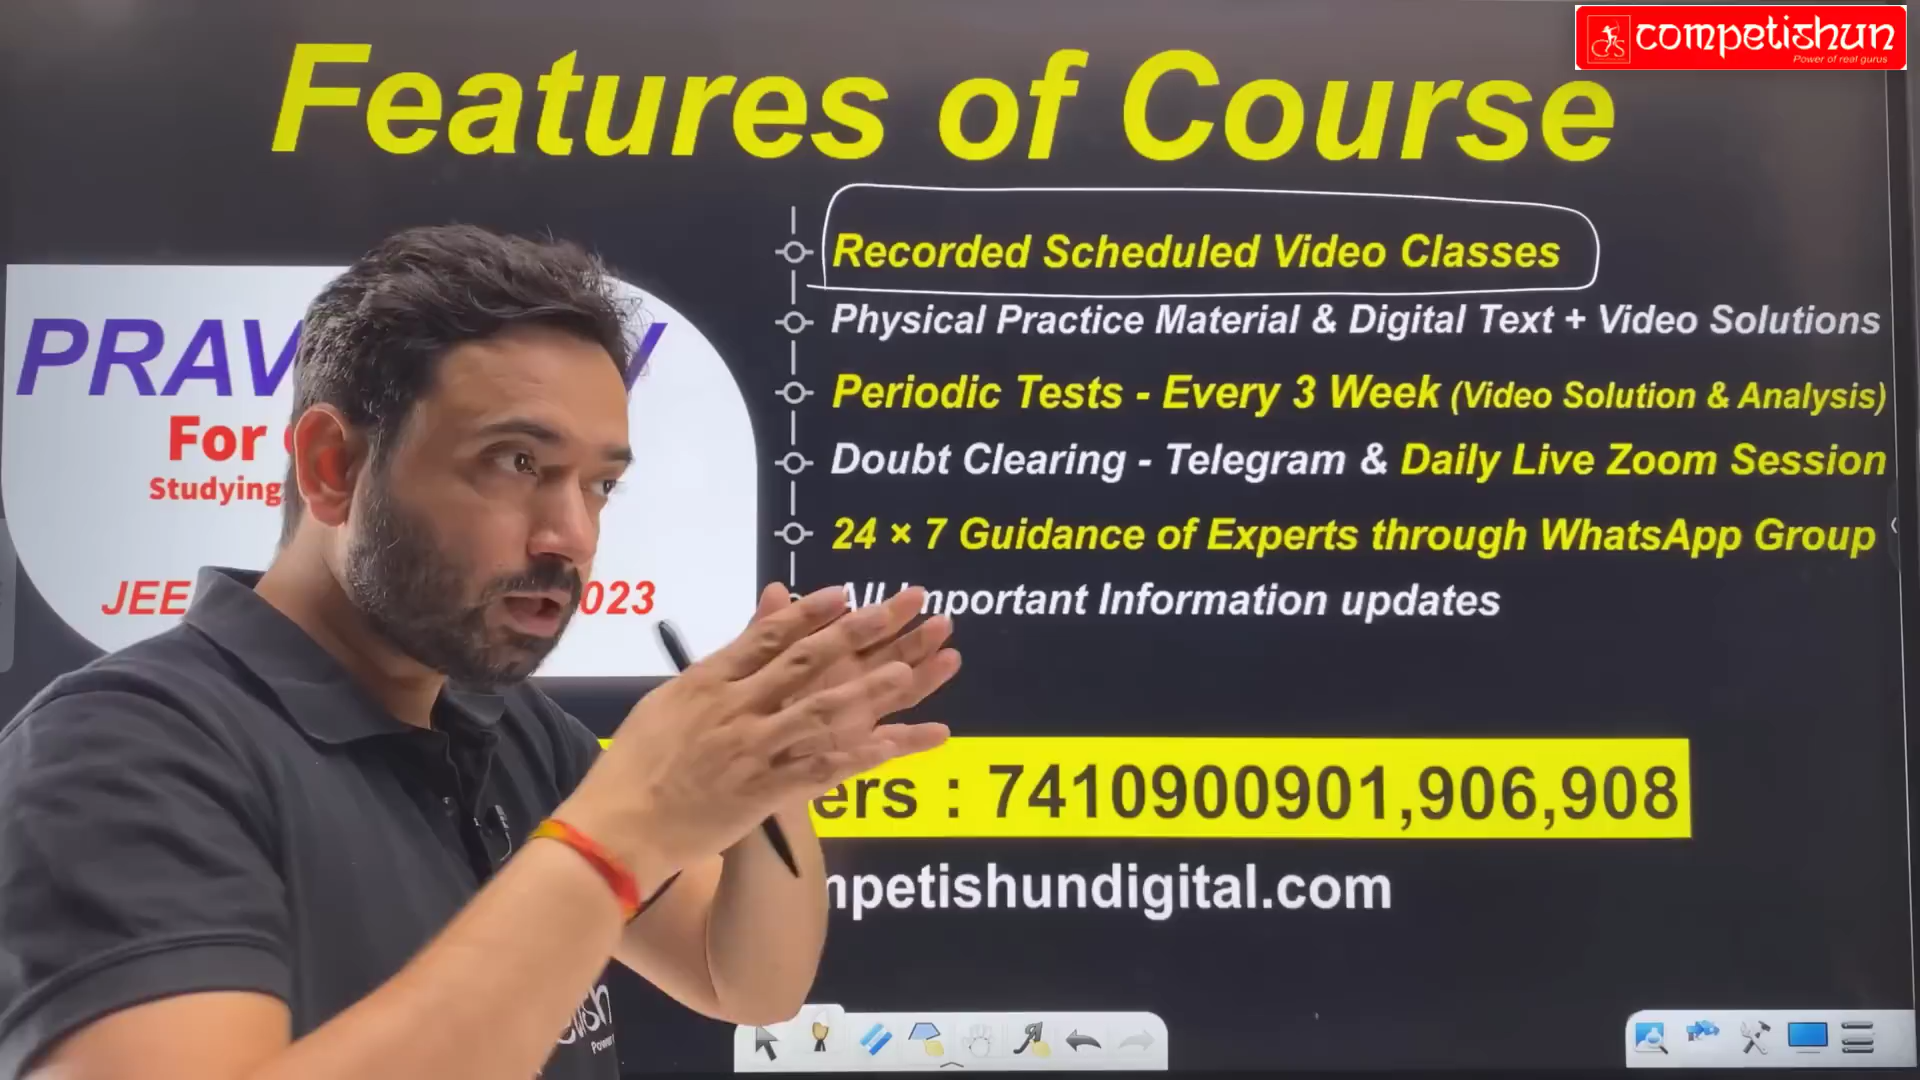 competishun
Power of real gurus
Features of Course
Recorded Scheduled Video Classes
Physical Practice Material & Digital Text + Video Solutions
Periodic Tests - Every 3 Week (Video Solution & Analysis)
Doubt Clearing - Telegram & Daily Live Zoom Session
24 × 7 Guidance of Experts through WhatsApp Group
All Important Information updates
PRAV
For
Studying
JEE 023
ers : 7410900901,906,908
mpetishundigital.com